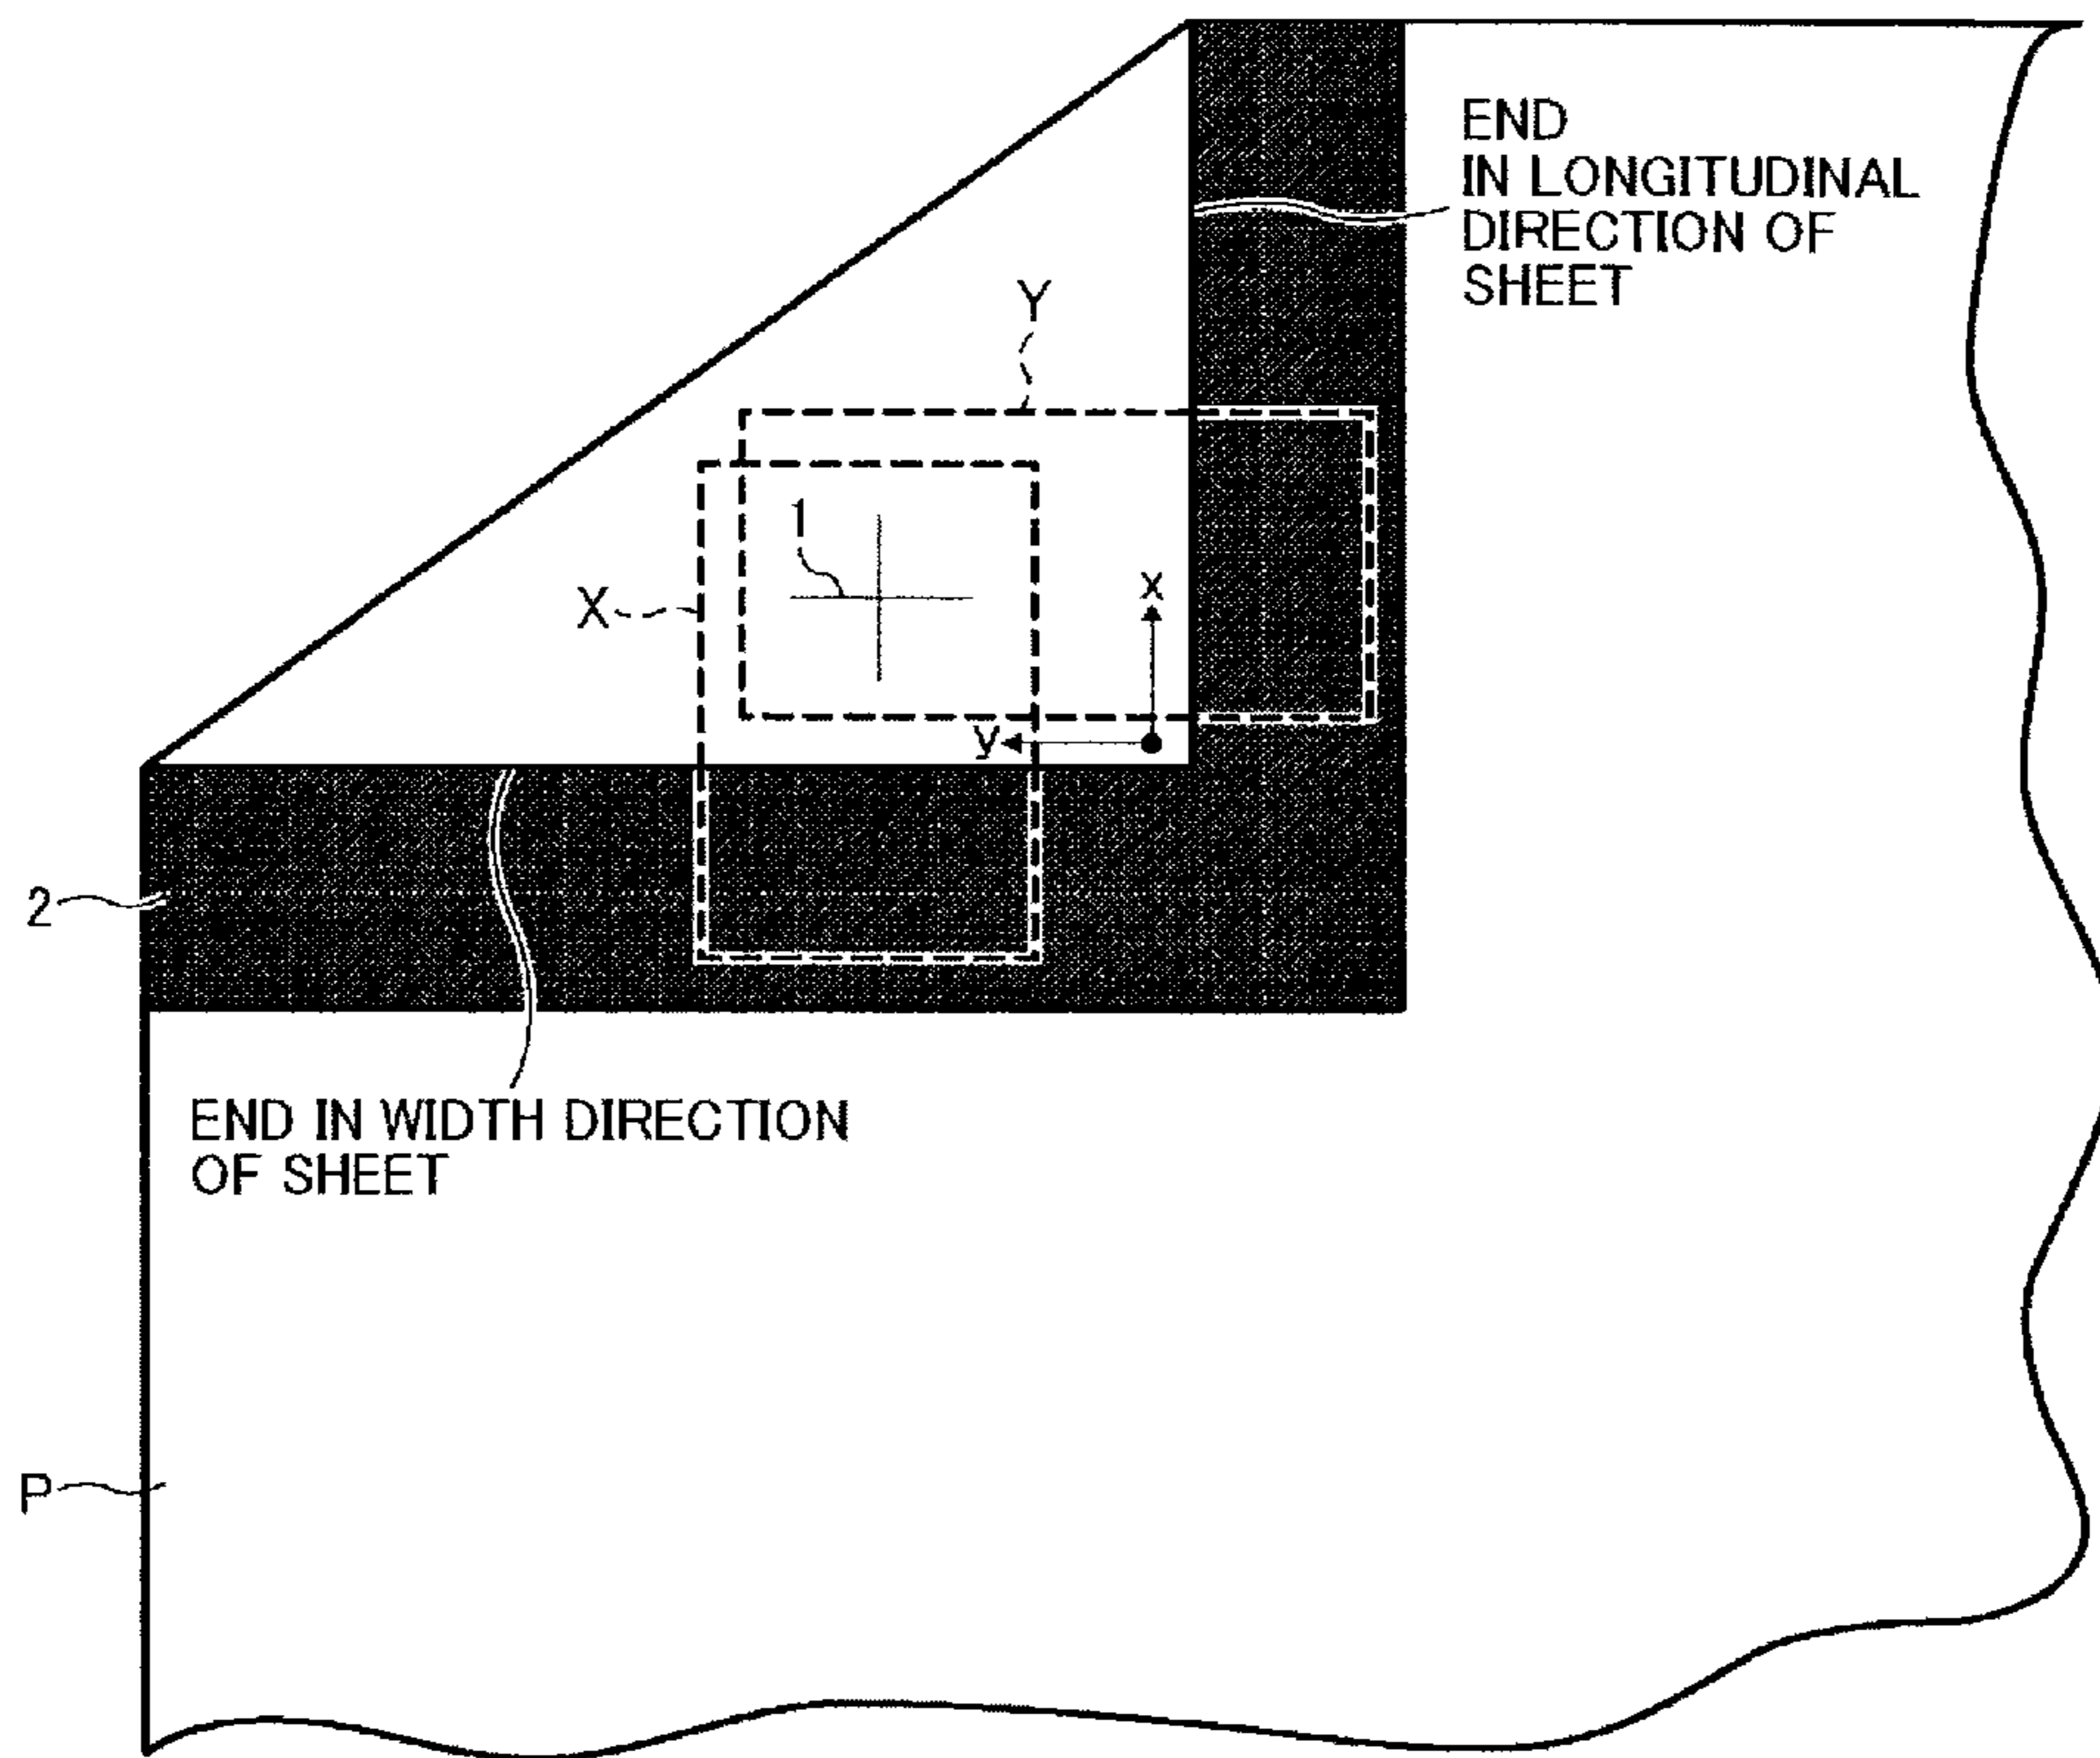 END
IN LONGITUDINAL
DIRECTION OF
SHEET
Y
1
x
X
y
2
END IN WIDTH DIRECTION
OF SHEET
P